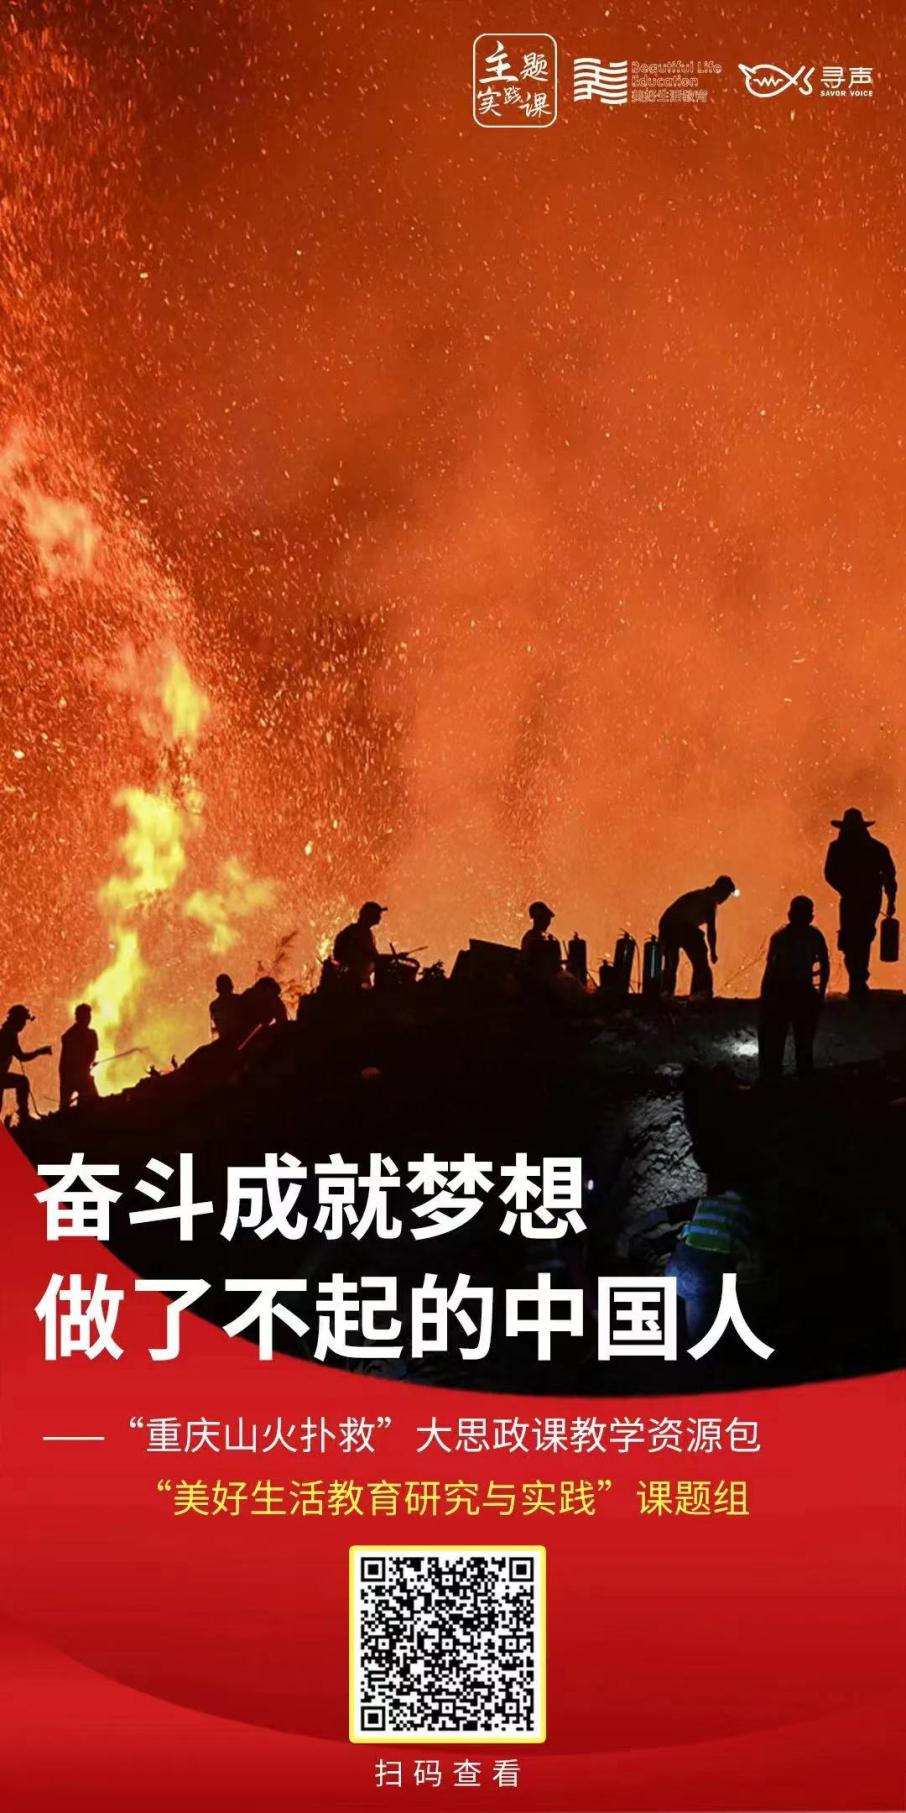 主题
实践课
Beautiful Life
Education
美好生活教育
寻声
SAVOR VOICE
奋斗成就梦想
做了不起的中国人
——“重庆山火扑救”大思政课教学资源包
“美好生活教育研究与实践”课题组
扫码查看